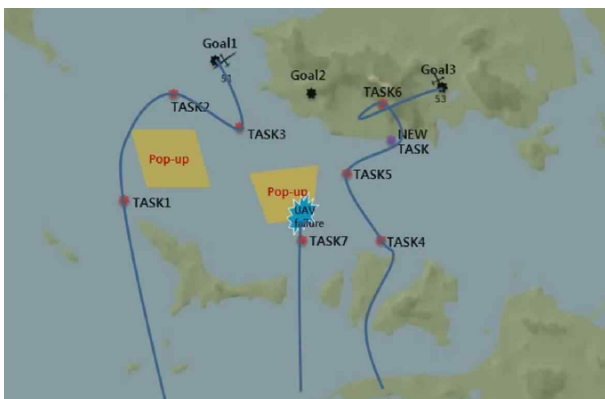 Goal1
S1
Goal2
Goal3
S3
TASK2
TASK6
TASK3
NEW
TASK
Pop-up
TASK5
Pop-up
TASK1
UAV
failure
TASK7
TASK4